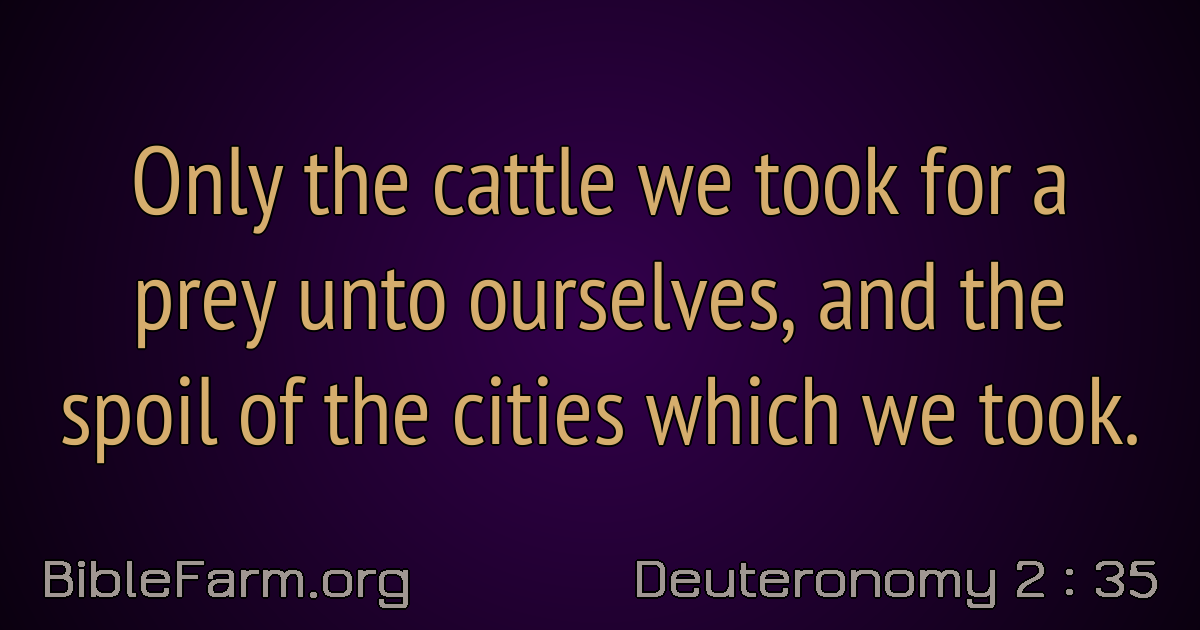 Only the cattle we took for a
prey unto ourselves, and the
spoil of the cities which we took.
BibleFarm.org
Deuteronomy 2 : 35